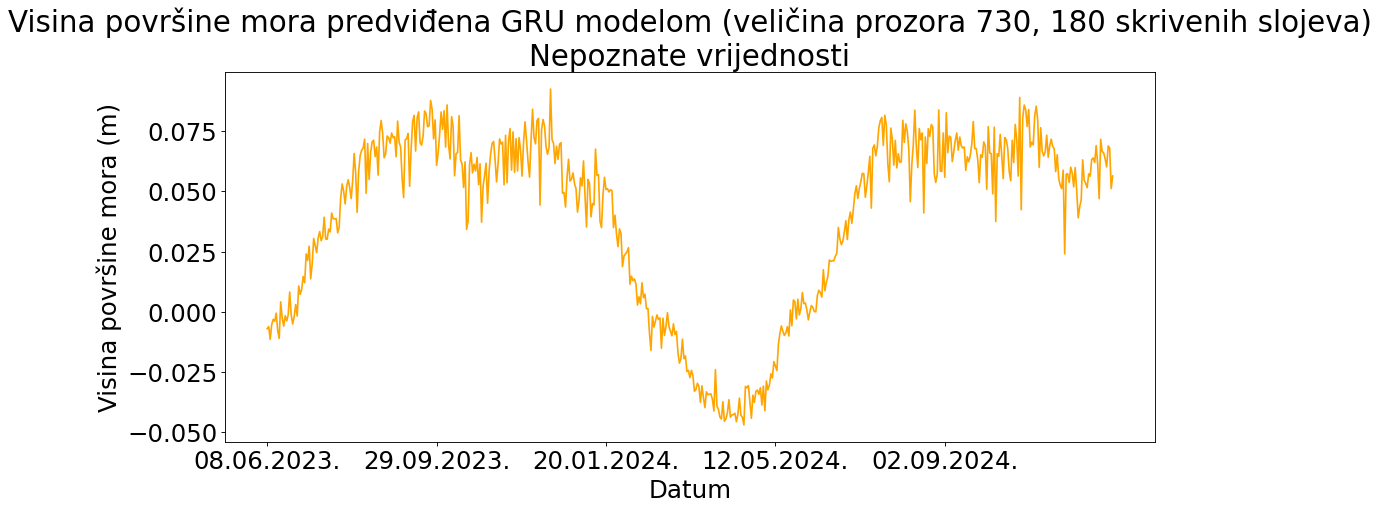 Visina površine mora predviđena GRU modelom (veličina prozora 730, 180 skrivenih slojeva)
Nepoznate vrijednosti
Visina površine mora (m)
0.075
0.050
0.025
0.000
−0.025
−0.050
08.06.2023. 29.09.2023. 20.01.2024. 12.05.2024. 02.09.2024.
Datum